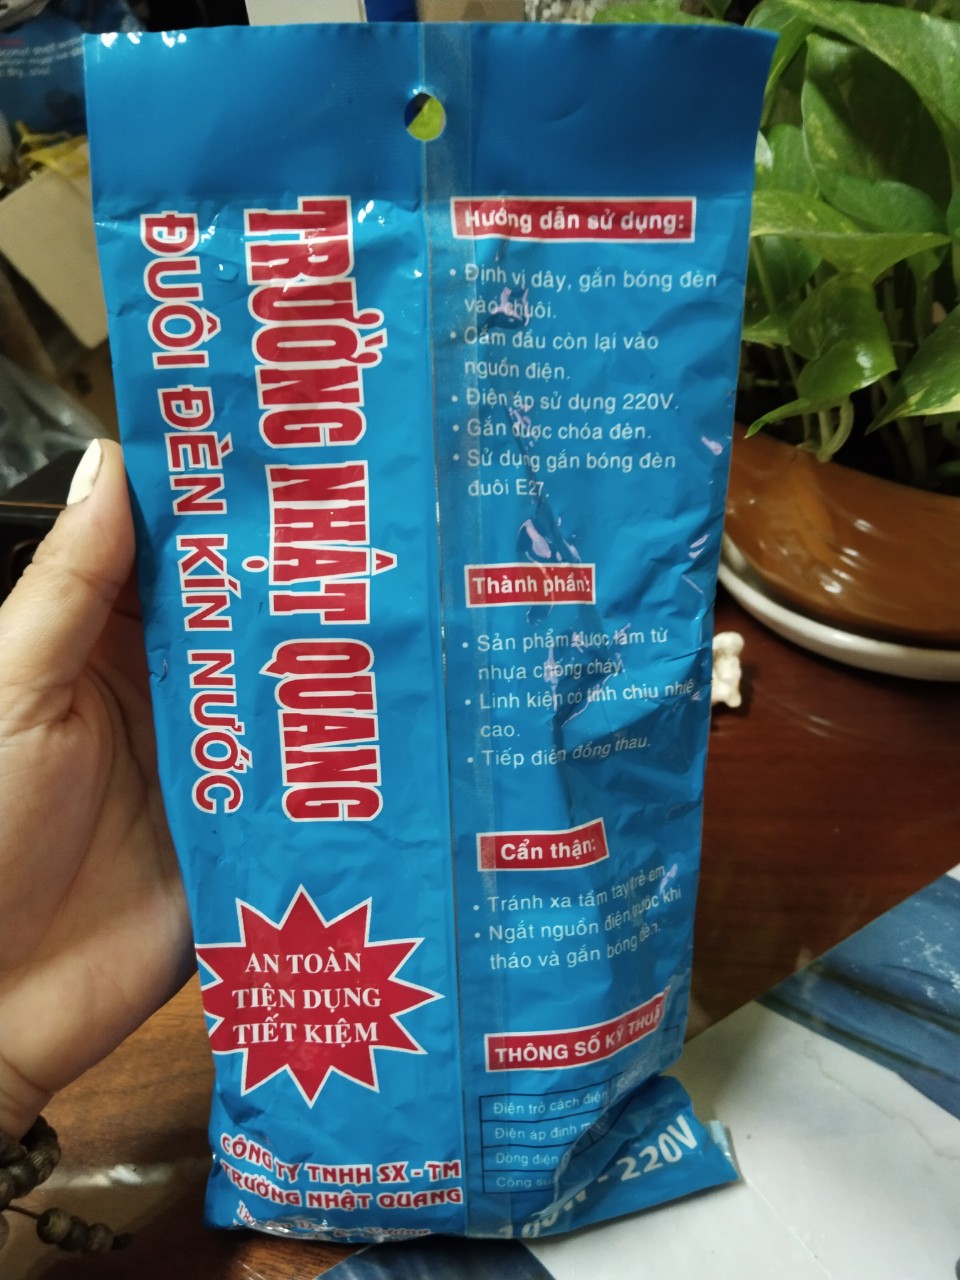 TRƯỜNG NHẬT QUANG
ĐUÔI ĐÈN KÍN NƯỚC
AN TOÀN
TIỆN DỤNG
TIẾT KIỆM
CÔNG TY TNHH SX - TM
TRƯỜNG NHẬT QUANG
Hướng dẫn sử dụng:
• Định vị dây, gắn bóng đèn
vào chuôi.
• Cắm đầu còn lại vào
nguồn điện.
• Điện áp sử dụng 220V.
• Gắn được chóa đèn.
• Sử dụng gắn bóng đèn
đuôi E27.
Thành phần:
• Sản phẩm được làm từ
nhựa chống cháy.
• Linh kiện có tính chịu
cao.
• Tiếp điện đồng thau.
Cẩn thận:
• Tránh xa tầm tay trẻ em.
• Ngắt nguồn điện trước khi
tháo và gắn bóng đèn.
THÔNG SỐ KỸ THUẬT
Điện trở cách điện
Điện áp định
Dòng điện
Công
- 220V